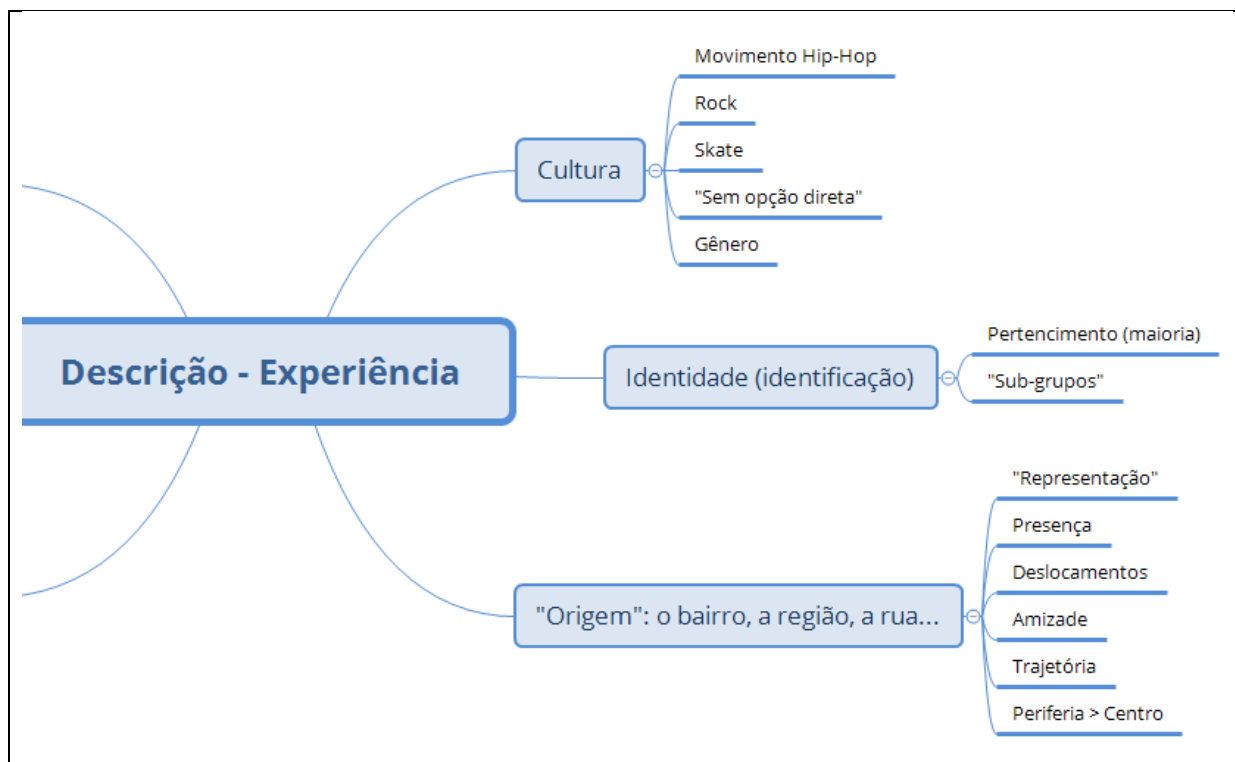 Descrição - Experiência
Cultura
Movimento Hip-Hop
Rock
Skate
"Sem opção direta"
Gênero
Identidade (identificação)
Pertencimento (maioria)
"Sub-grupos"
"Origem": o bairro, a região, a rua...
"Representação"
Presença
Deslocamentos
Amizade
Trajetória
Periferia > Centro